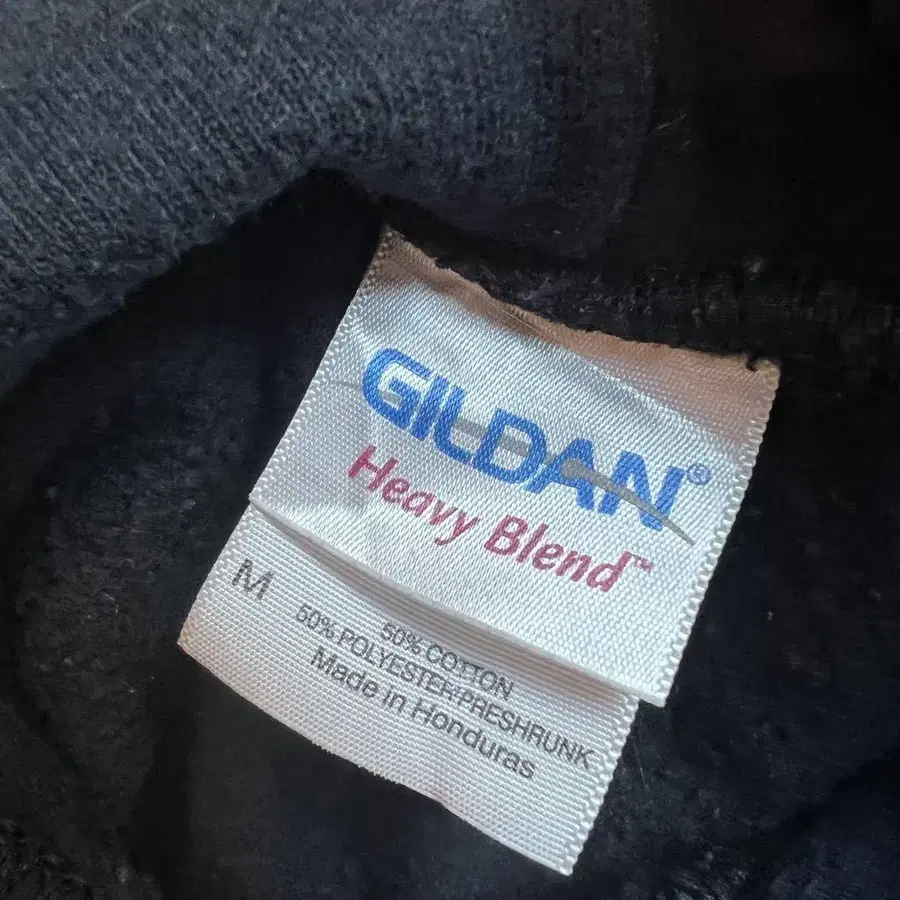 GILDAN®
Heavy Blend™
M
50% COTTON
50% POLYESTER/PRESHRUNK
Made in Honduras